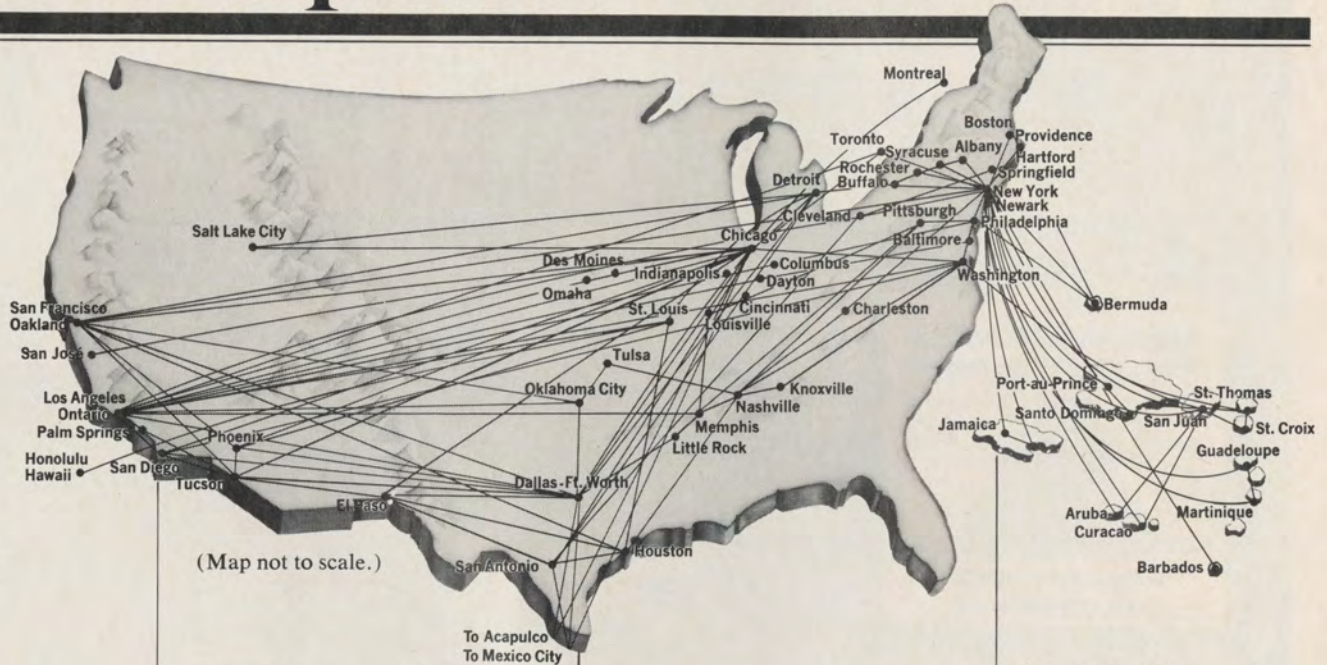 Montreal
Boston
Providence
Toronto
Syracuse
Albany
Hartford
Springfield
Rochester
Buffalo
Detroit
New York
Newark
Cleveland
Pittsburgh
Philadelphia
Salt Lake City
Chicago
Baltimore
Des Moines
Indianapolis
Columbus
Washington
Omaha
Dayton
San Francisco
Oakland
St. Louis
Cincinnati
Charleston
Bermuda
Louisville
San José
Tulsa
Oklahoma City
Knoxville
Port-au-Prince
St. Thomas
Los Angeles
Ontario
Nashville
Santo Domingo
San Juan
Palm Springs
Phoenix
Memphis
Jamaica
St. Croix
Little Rock
Honolulu
Hawaii
San Diego
Guadeloupe
Tucson
Dallas-Ft. Worth
El Paso
Aruba
Martinique
Curacao
Houston
(Map not to scale.)
San Antonio
Barbados
To Acapulco
To Mexico City